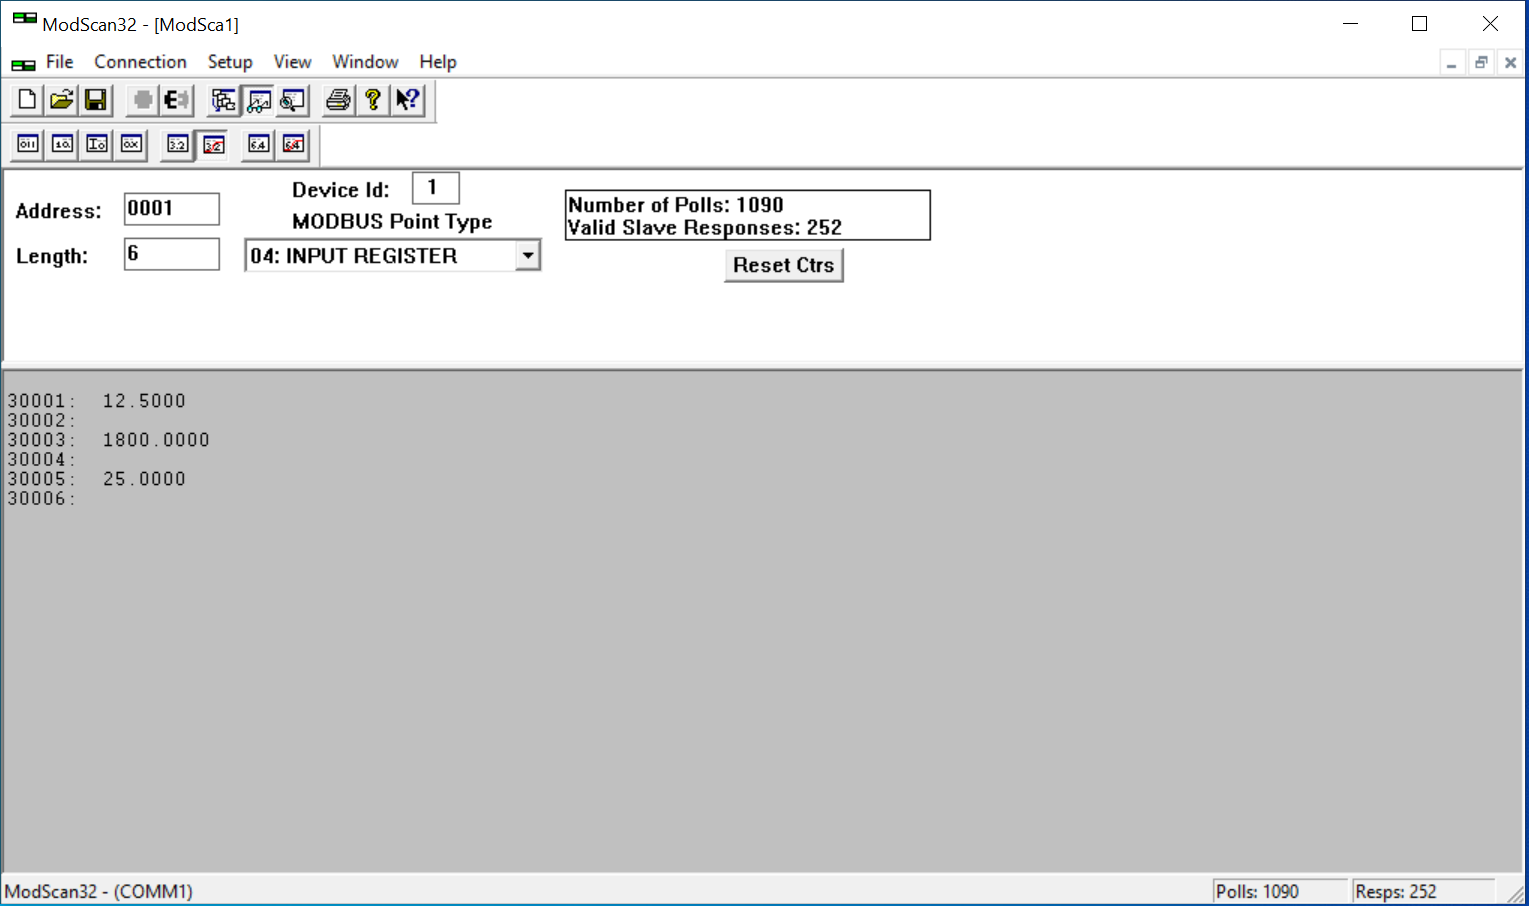 ModScan32 - [ModSca1]
File Connection Setup View Window Help
Address: 0001
Device Id: 1
MODBUS Point Type
Length: 6
04: INPUT REGISTER
Number of Polls: 1090
Valid Slave Responses: 252
Reset Ctrs
30001: 12.5000
30002:
30003: 1800.0000
30004:
30005: 25.0000
30006:
ModScan32 - (COMM1)
Polls: 1090
Resps: 252